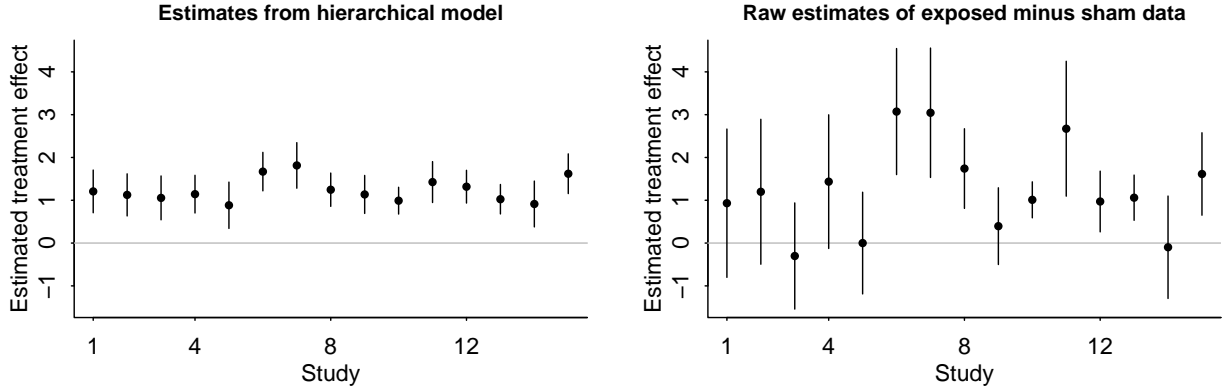 Estimates from hierarchical model
Estimated treatment effect
4
3
2
1
0
−1
1 4 8 12
Study
Raw estimates of exposed minus sham data
Estimated treatment effect
4
3
2
1
0
−1
1 4 8 12
Study